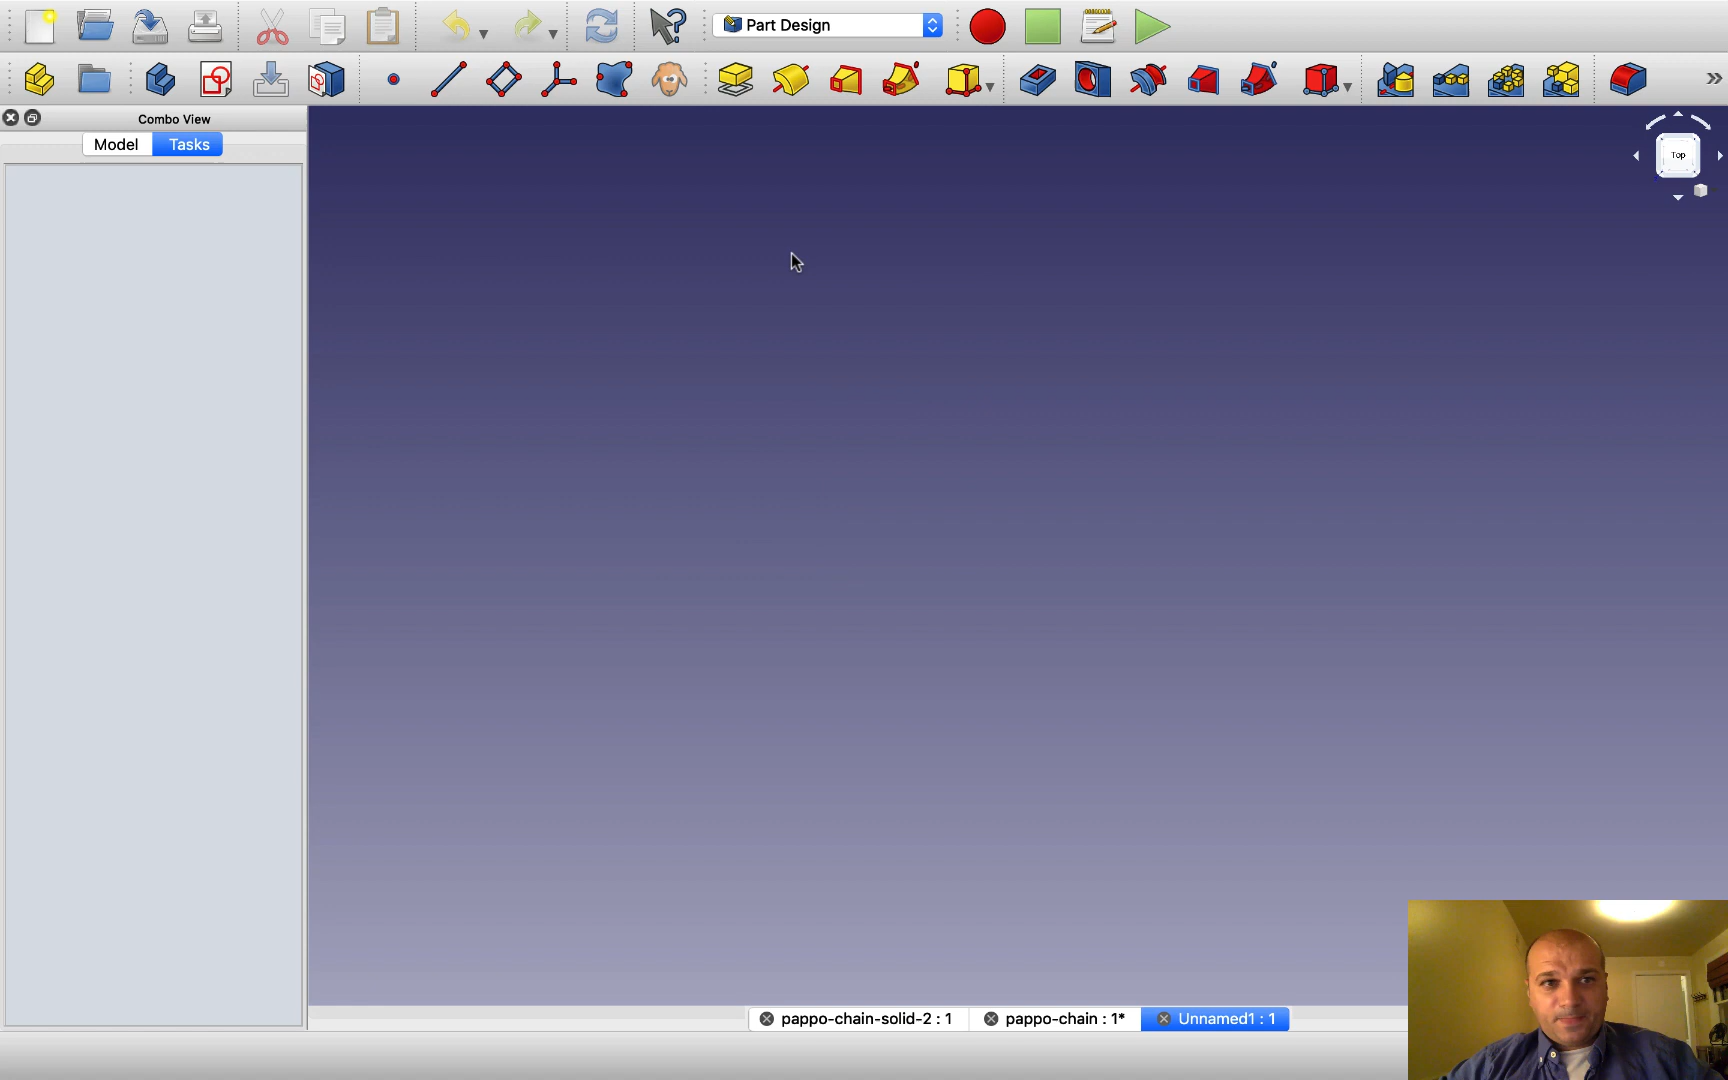 Part Design
Combo View
Model Tasks
Top
pappo-chain-solid-2 : 1 pappo-chain : 1* Unnamed1 : 1